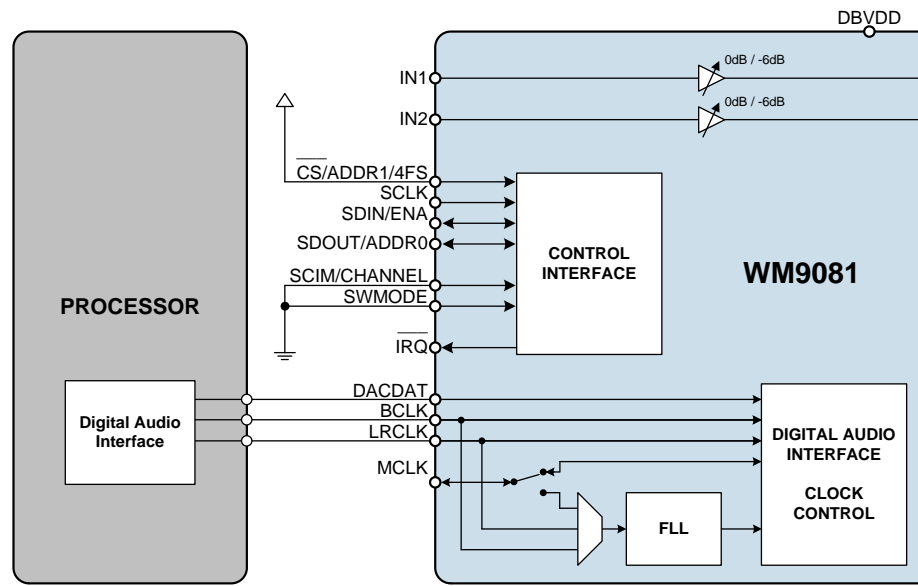 DBVDD
IN1
0dB / -6dB
IN2
0dB / -6dB
CS/ADDR1/4FS
SCLK
SDIN/ENA
SDOUT/ADDR0
CONTROL
INTERFACE
WM9081
SCIM/CHANNEL
SWMODE
PROCESSOR
IRQ
DACDAT
BCLK
LRCLK
MCLK
Digital Audio
Interface
DIGITAL AUDIO
INTERFACE
CLOCK
CONTROL
FLL